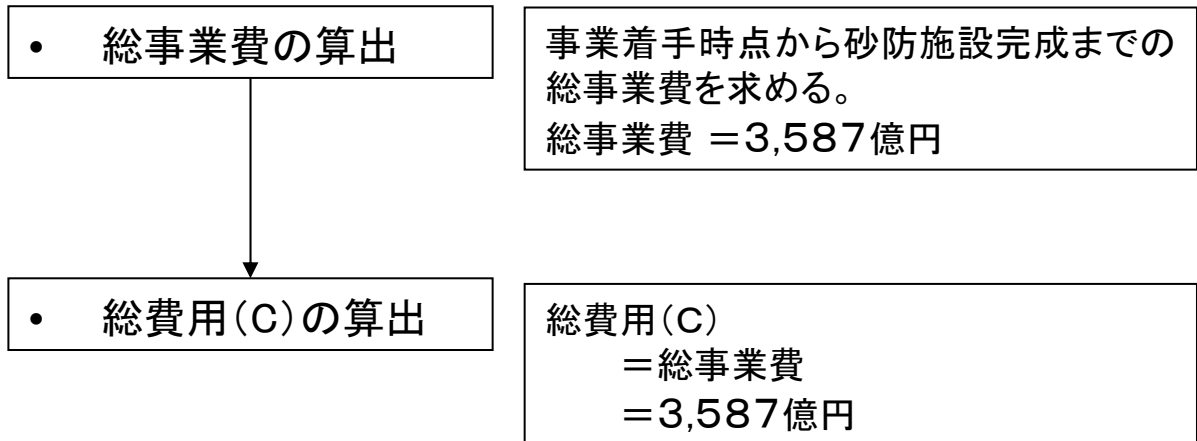 • 総事業費の算出
事業着手時点から砂防施設完成までの
総事業費を求める。
総事業費 =3,587億円
• 総費用(C)の算出
総費用(C)
=総事業費
=3,587億円